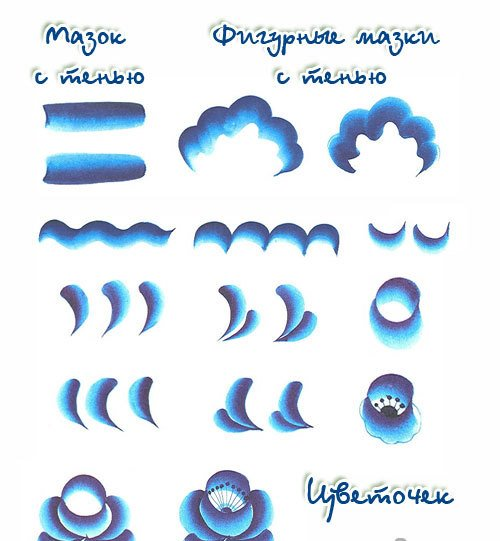 Мазок
с тенью
Фигурные мазки
с тенью
Цветочек